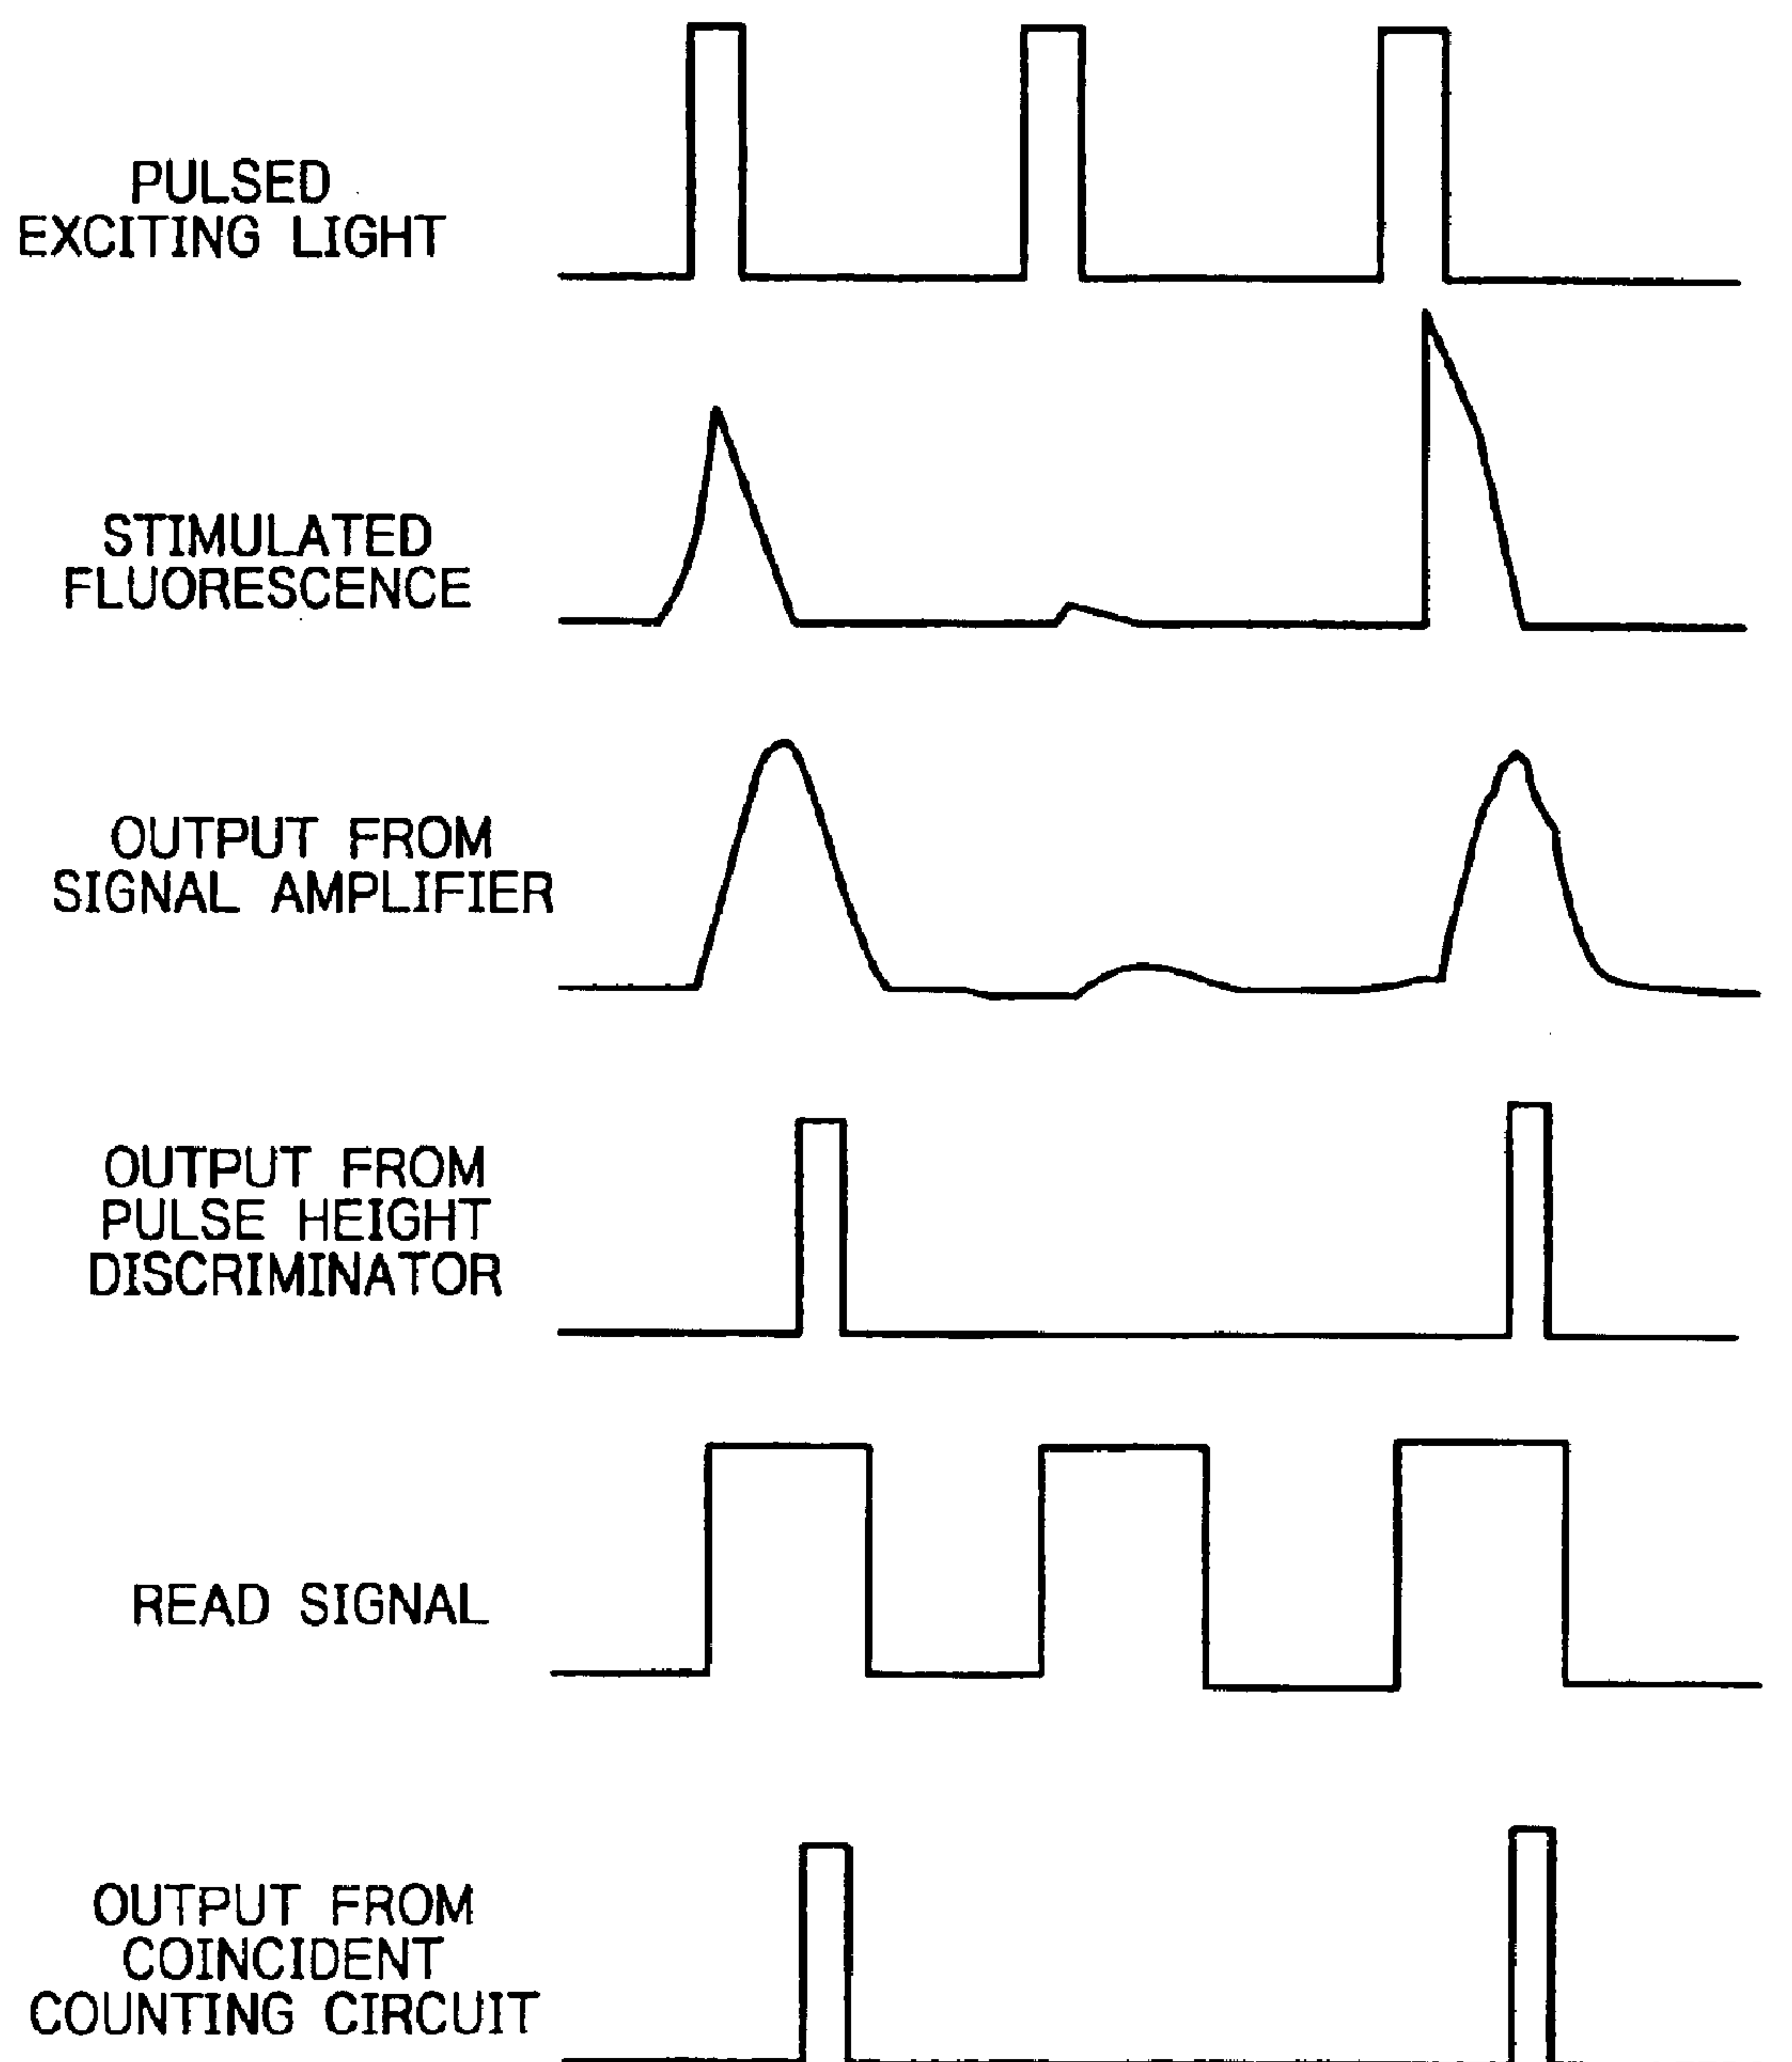 PULSED
EXCITING LIGHT
STIMULATED
FLUORESCENCE
OUTPUT FROM
SIGNAL AMPLIFIER
OUTPUT FROM
PULSE HEIGHT
DISCRIMINATOR
READ SIGNAL
OUTPUT FROM
COINCIDENT
COUNTING CIRCUIT